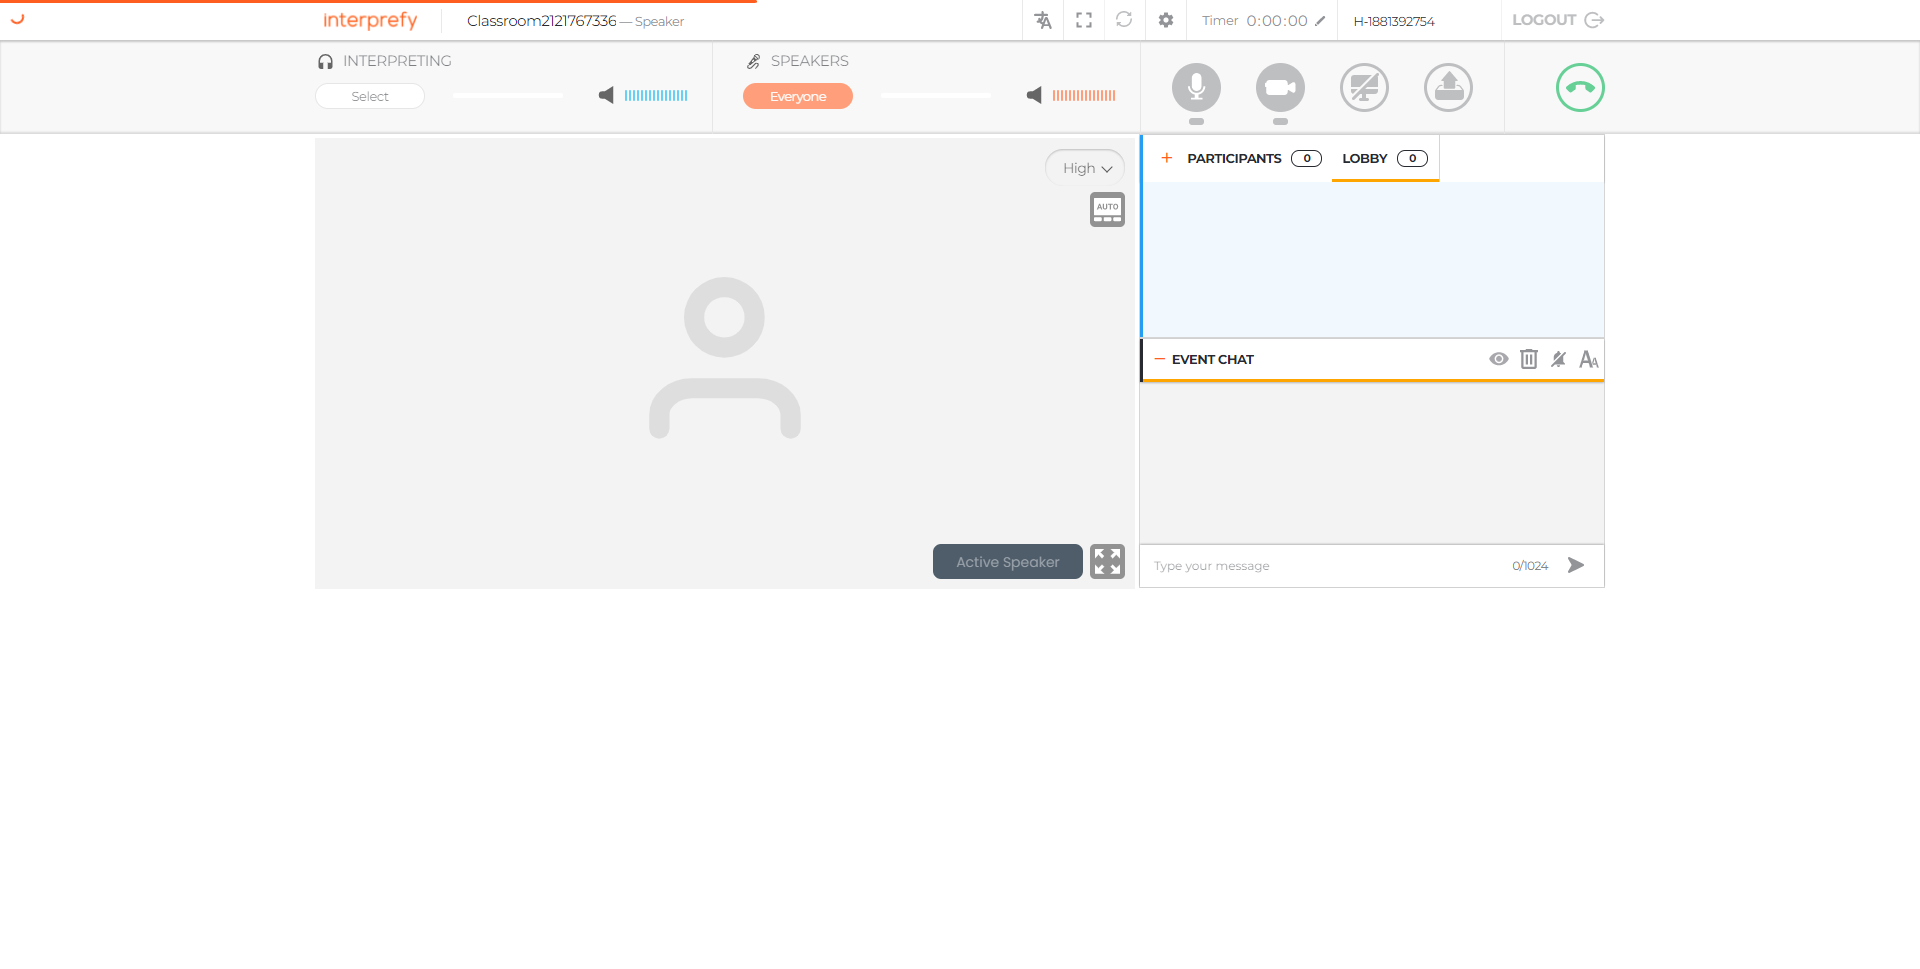 interprefy
Classroom2121767336 — Speaker
Timer 0:00:00
H-1881392754
LOGOUT
INTERPRETING
Select
SPEAKERS
Everyone
High
AUTO
Active Speaker
+ PARTICIPANTS 0
LOBBY 0
− EVENT CHAT
Type your message
0/1024